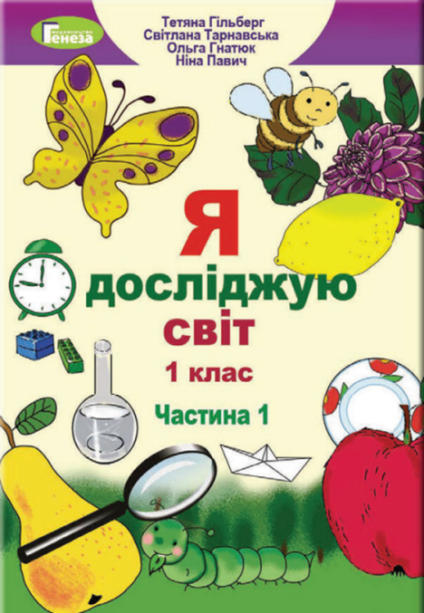 Тетяна Гільберг
Світлана Тарнавська
Ольга Гнатюк
Ніна Павич
Генеза
Я
досліджую
світ
1 клас
Частина 1